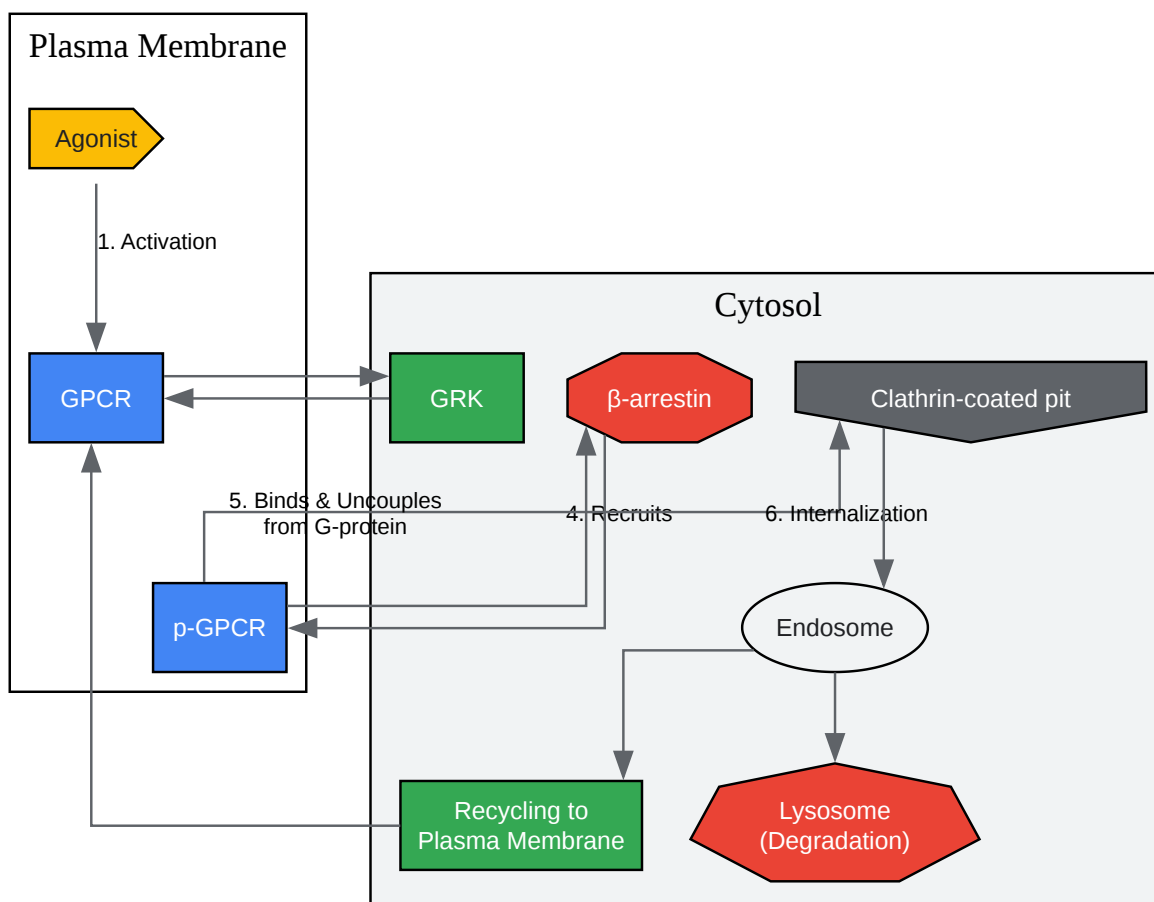 Plasma Membrane
Agonist
1. Activation
Cytosol
GPCR
GRK
β-arrestin
Clathrin-coated pit
5. Binds & Uncouples
from G-protein
4. Recruits
6. Internalization
p-GPCR
Endosome
Recycling to
Plasma Membrane
Lysosome
(Degradation)